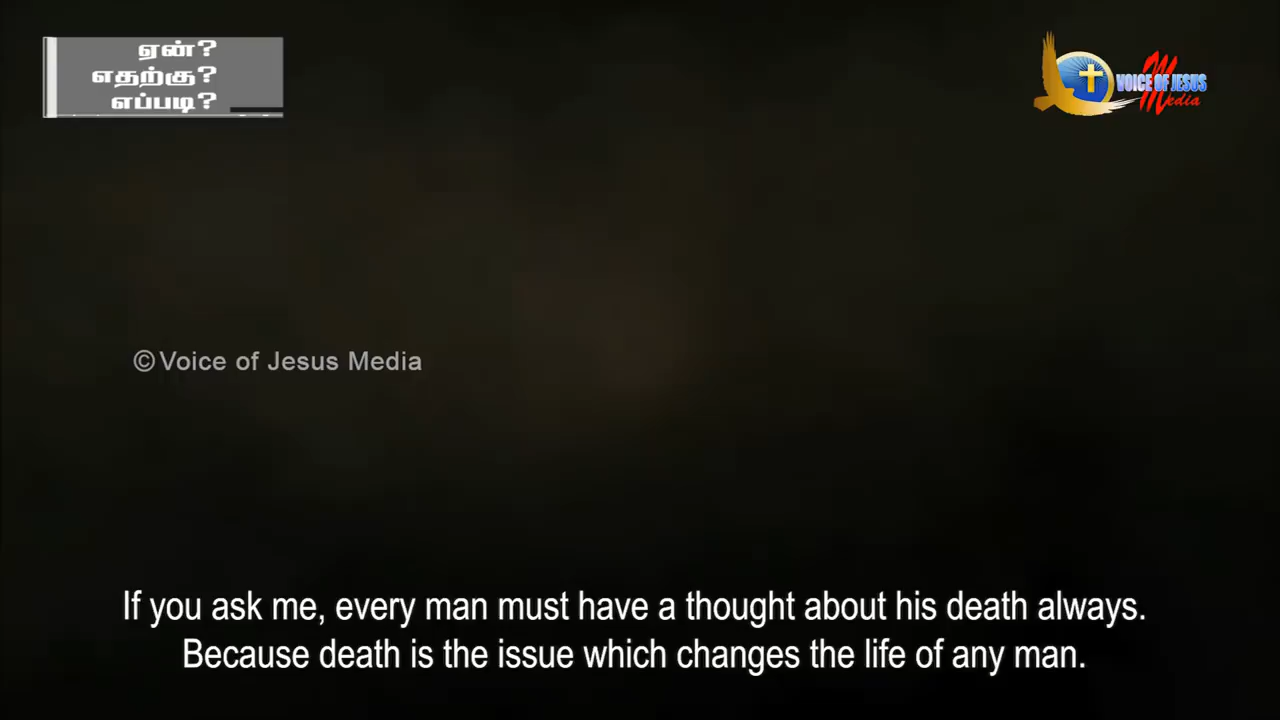 ஏன்?
எதற்கு?
எப்படி?
VOICE OF JESUS
Media
©Voice of Jesus Media
If you ask me, every man must have a thought about his death always.
Because death is the issue which changes the life of any man.